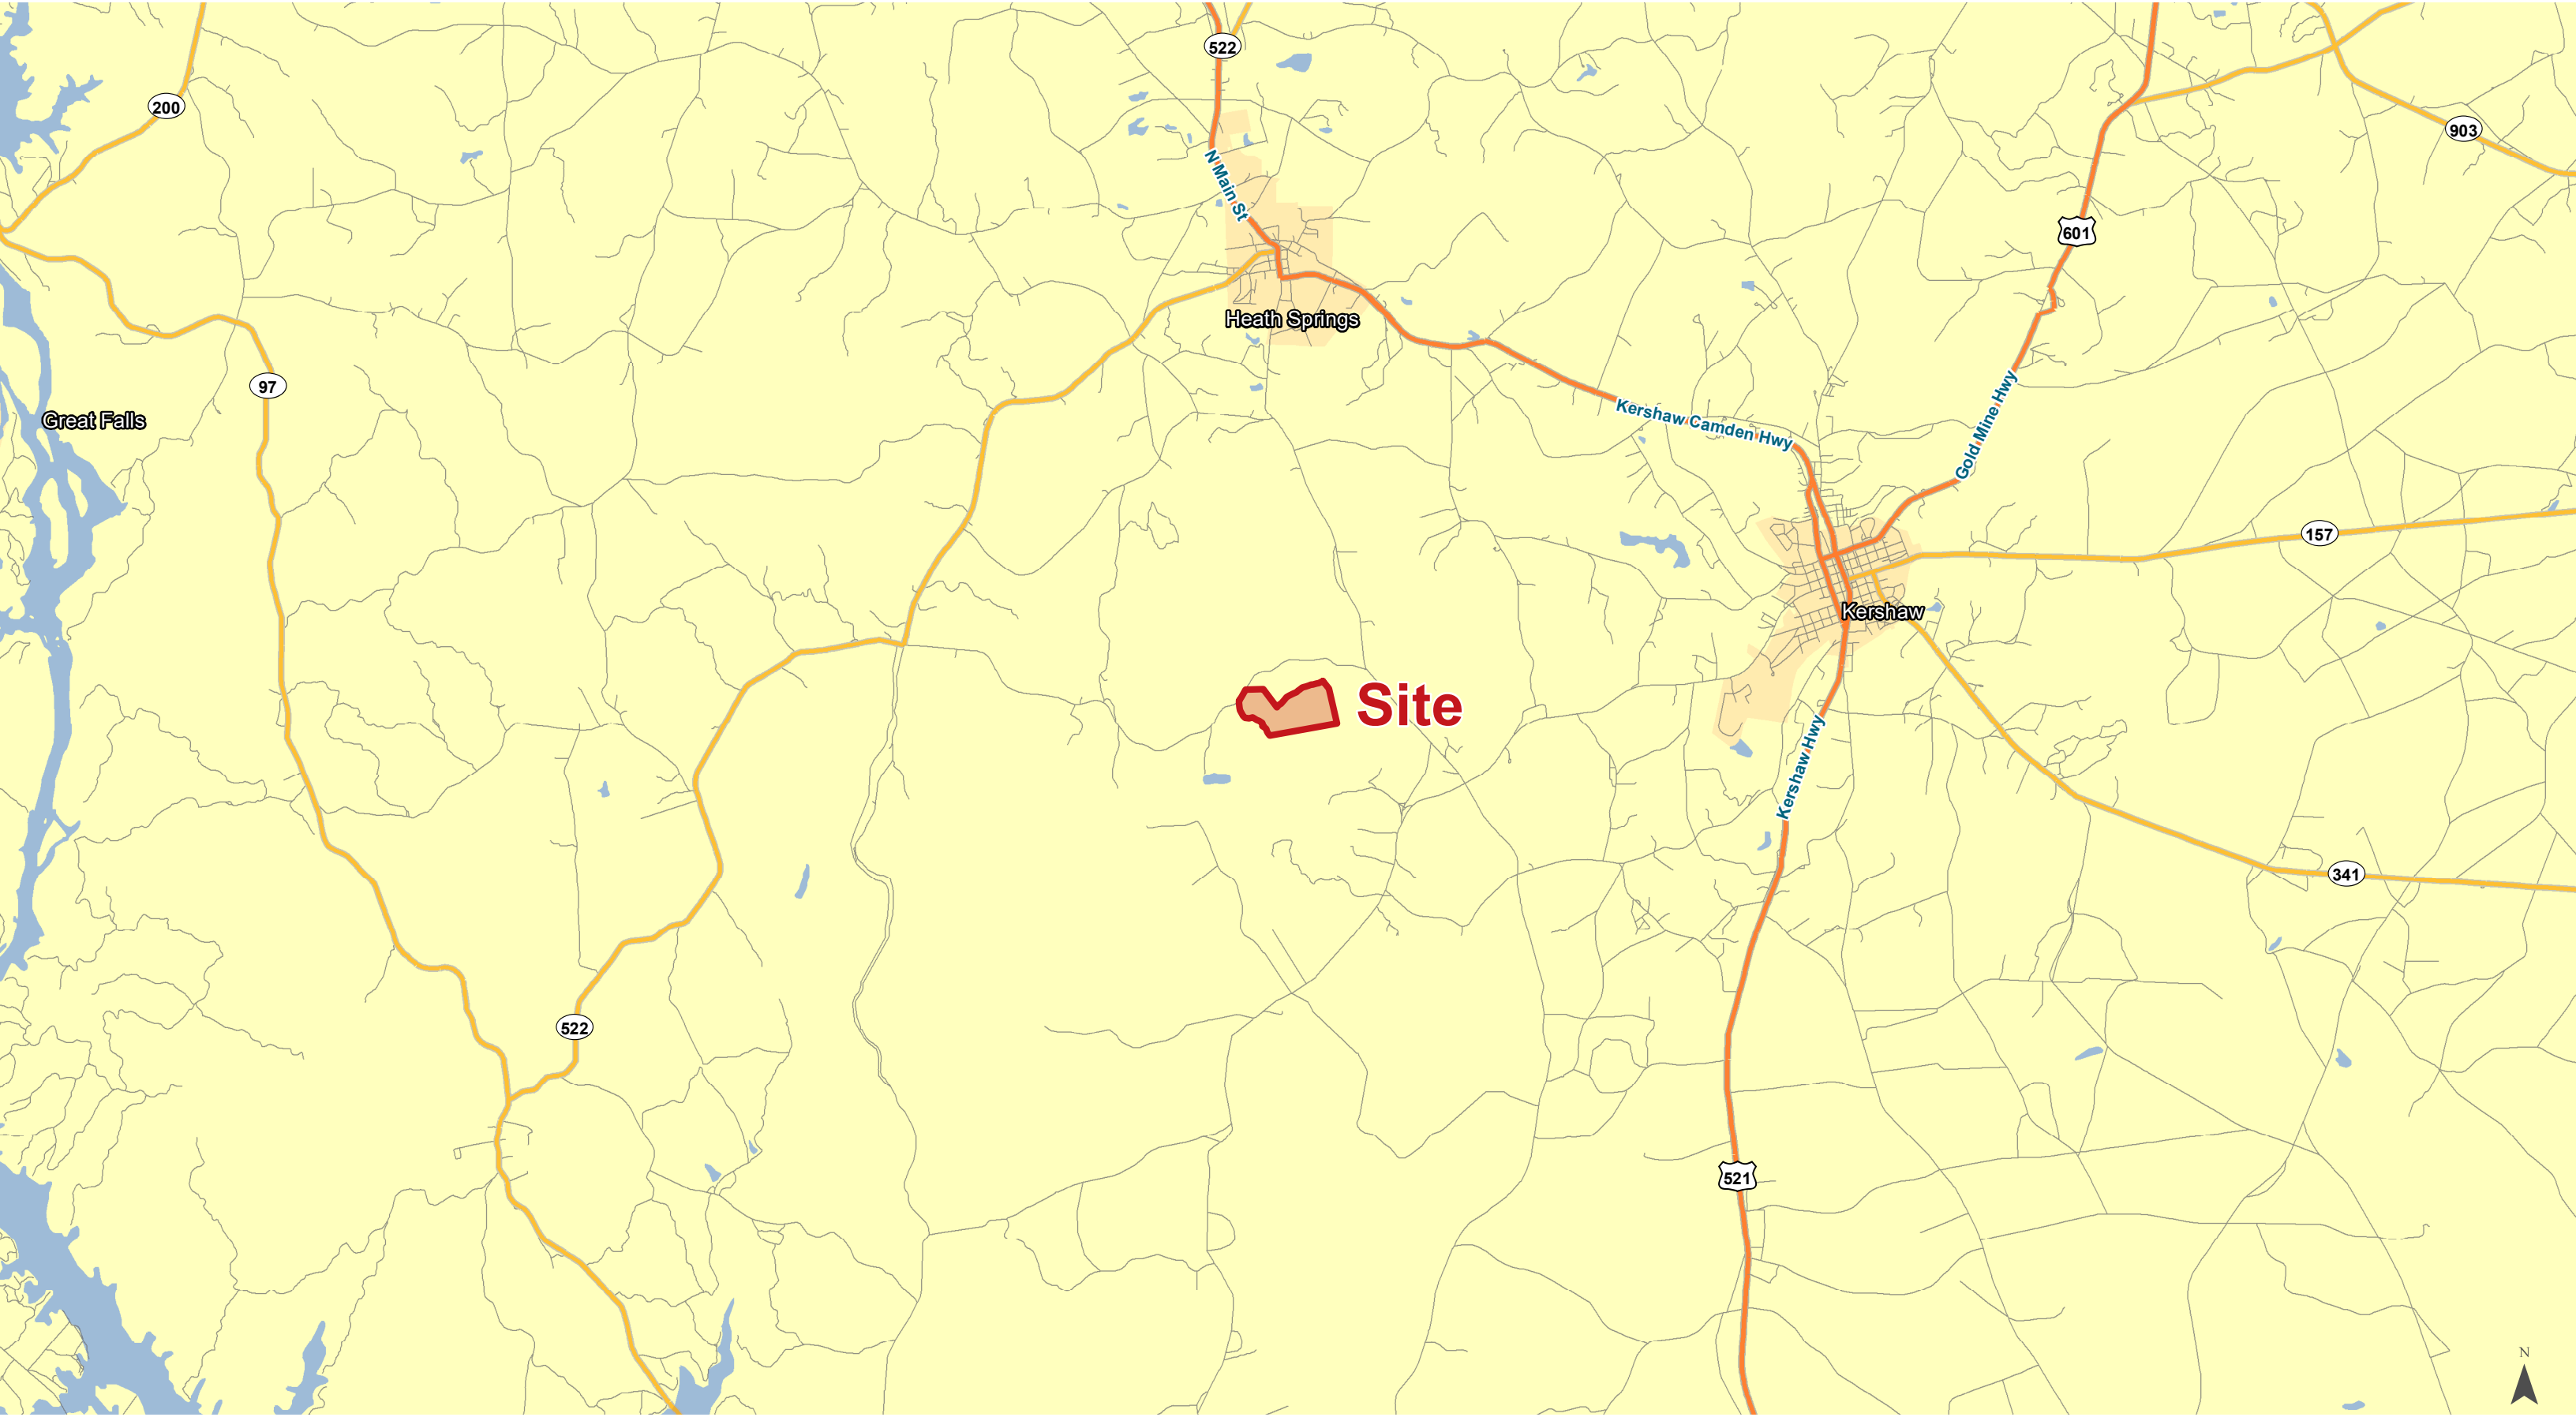 522
200
903
N Main St
601
Heath Springs
97
Great Falls
Kershaw Camden Hwy
Gold Mine Hwy
157
Kershaw
Site
Kershaw Hwy
341
522
521
N